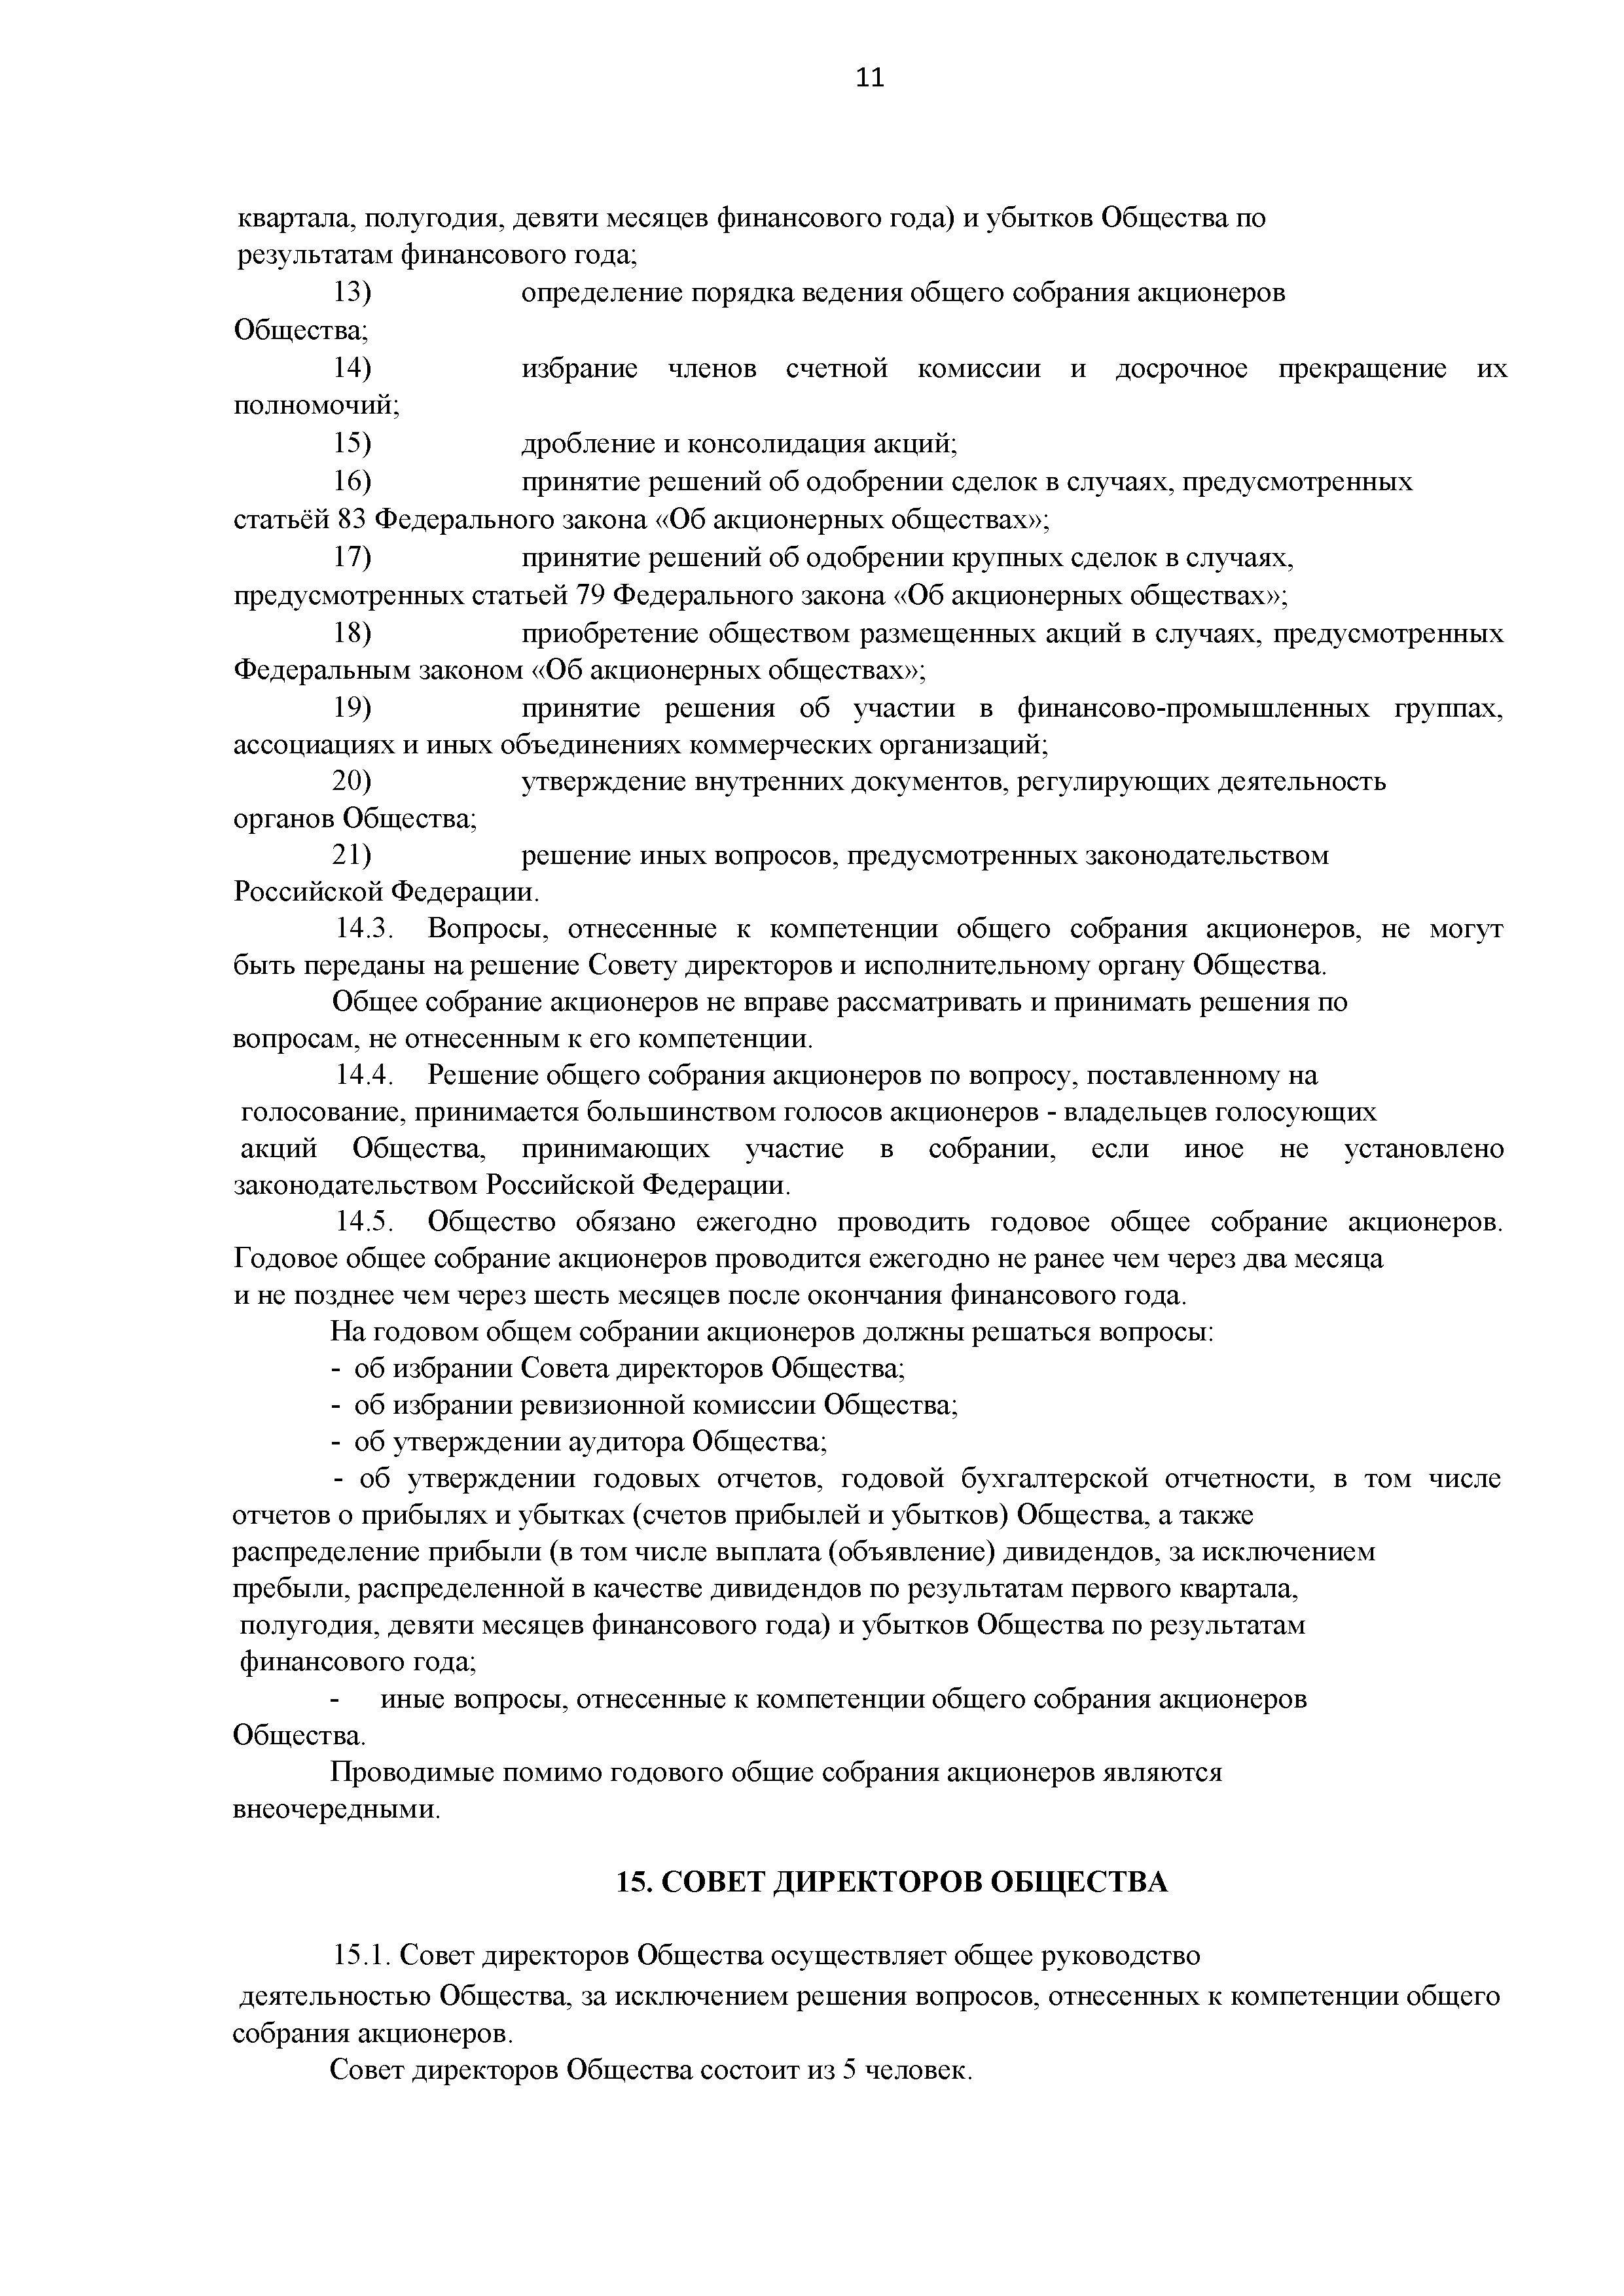 11
квартала, полугодия, девяти месяцев финансового года) и убытков Общества по
результатам финансового года;
13) определение порядка ведения общего собрания акционеров
Общества;
14) избрание членов счетной комиссии и досрочное прекращение их
полномочий;
15) дробление и консолидация акций;
16) принятие решений об одобрении сделок в случаях, предусмотренных
статьёй 83 Федерального закона «Об акционерных обществах»;
17) принятие решений об одобрении крупных сделок в случаях,
предусмотренных статьей 79 Федерального закона «Об акционерных обществах»;
18) приобретение обществом размещенных акций в случаях, предусмотренных
Федеральным законом «Об акционерных обществах»;
19) принятие решения об участии в финансово-промышленных группах,
ассоциациях и иных объединениях коммерческих организаций;
20) утверждение внутренних документов, регулирующих деятельность
органов Общества;
21) решение иных вопросов, предусмотренных законодательством
Российской Федерации.
14.3. Вопросы, отнесенные к компетенции общего собрания акционеров, не могут
быть переданы на решение Совету директоров и исполнительному органу Общества.
Общее собрание акционеров не вправе рассматривать и принимать решения по
вопросам, не отнесенным к его компетенции.
14.4. Решение общего собрания акционеров по вопросу, поставленному на
голосование, принимается большинством голосов акционеров - владельцев голосующих
акций Общества, принимающих участие в собрании, если иное не установлено
законодательством Российской Федерации.
14.5. Общество обязано ежегодно проводить годовое общее собрание акционеров.
Годовое общее собрание акционеров проводится ежегодно не ранее чем через два месяца
и не позднее чем через шесть месяцев после окончания финансового года.
На годовом общем собрании акционеров должны решаться вопросы:
- об избрании Совета директоров Общества;
- об избрании ревизионной комиссии Общества;
- об утверждении аудитора Общества;
- об утверждении годовых отчетов, годовой бухгалтерской отчетности, в том числе
отчетов о прибылях и убытках (счетов прибылей и убытков) Общества, а также
распределение прибыли (в том числе выплата (объявление) дивидендов, за исключением
пребыли, распределенной в качестве дивидендов по результатам первого квартала,
полугодия, девяти месяцев финансового года) и убытков Общества по результатам
финансового года;
- иные вопросы, отнесенные к компетенции общего собрания акционеров
Общества.
Проводимые помимо годового общие собрания акционеров являются
внеочередными.
15. СОВЕТ ДИРЕКТОРОВ ОБЩЕСТВА
15.1. Совет директоров Общества осуществляет общее руководство
деятельностью Общества, за исключением решения вопросов, отнесенных к компетенции общего
собрания акционеров.
Совет директоров Общества состоит из 5 человек.